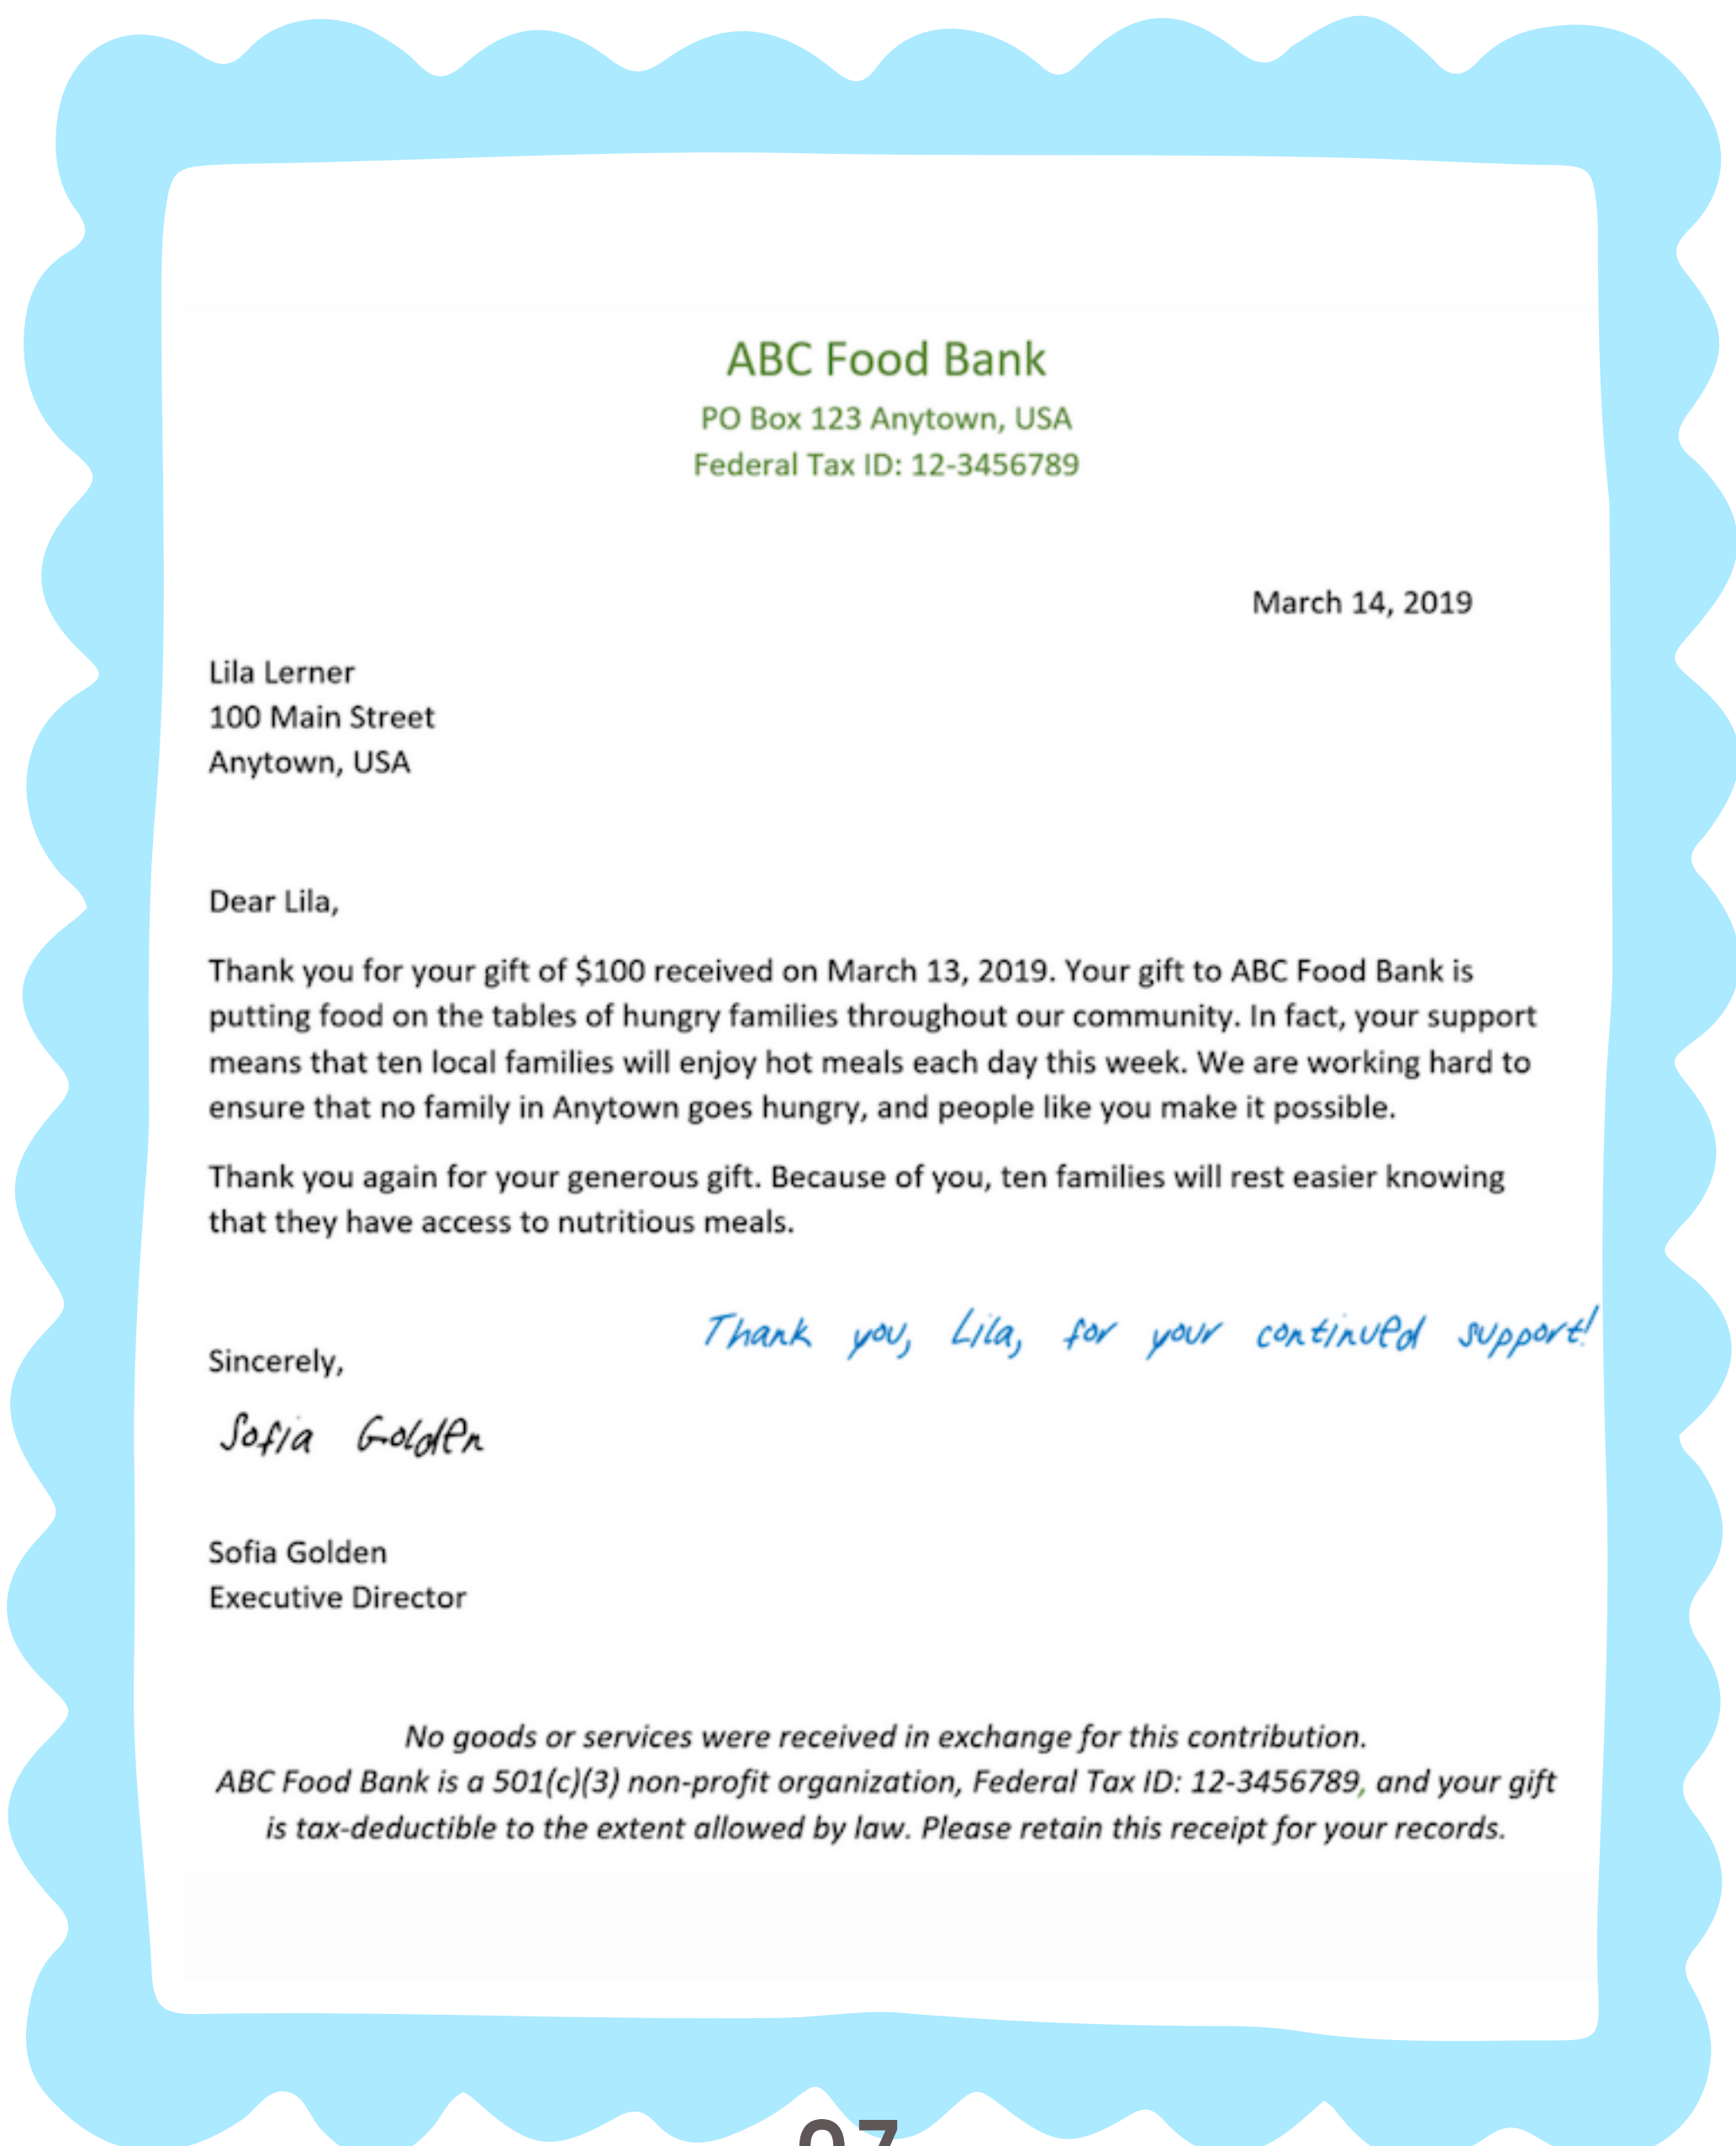 ABC Food Bank
PO Box 123 Anytown, USA
Federal Tax ID: 12-3456789
March 14, 2019
Lila Lerner
100 Main Street
Anytown, USA
Dear Lila,
Thank you for your gift of $100 received on March 13, 2019. Your gift to ABC Food Bank is
putting food on the tables of hungry families throughout our community. In fact, your support
means that ten local families will enjoy hot meals each day this week. We are working hard to
ensure that no family in Anytown goes hungry, and people like you make it possible.
Thank you again for your generous gift. Because of you, ten families will rest easier knowing
that they have access to nutritious meals.
Thank you, Lila, for your continued support!
Sincerely,
Sofia Golden
Sofia Golden
Executive Director
No goods or services were received in exchange for this contribution.
ABC Food Bank is a 501(c)(3) non-profit organization, Federal Tax ID: 12-3456789, and your gift
is tax-deductible to the extent allowed by law. Please retain this receipt for your records.